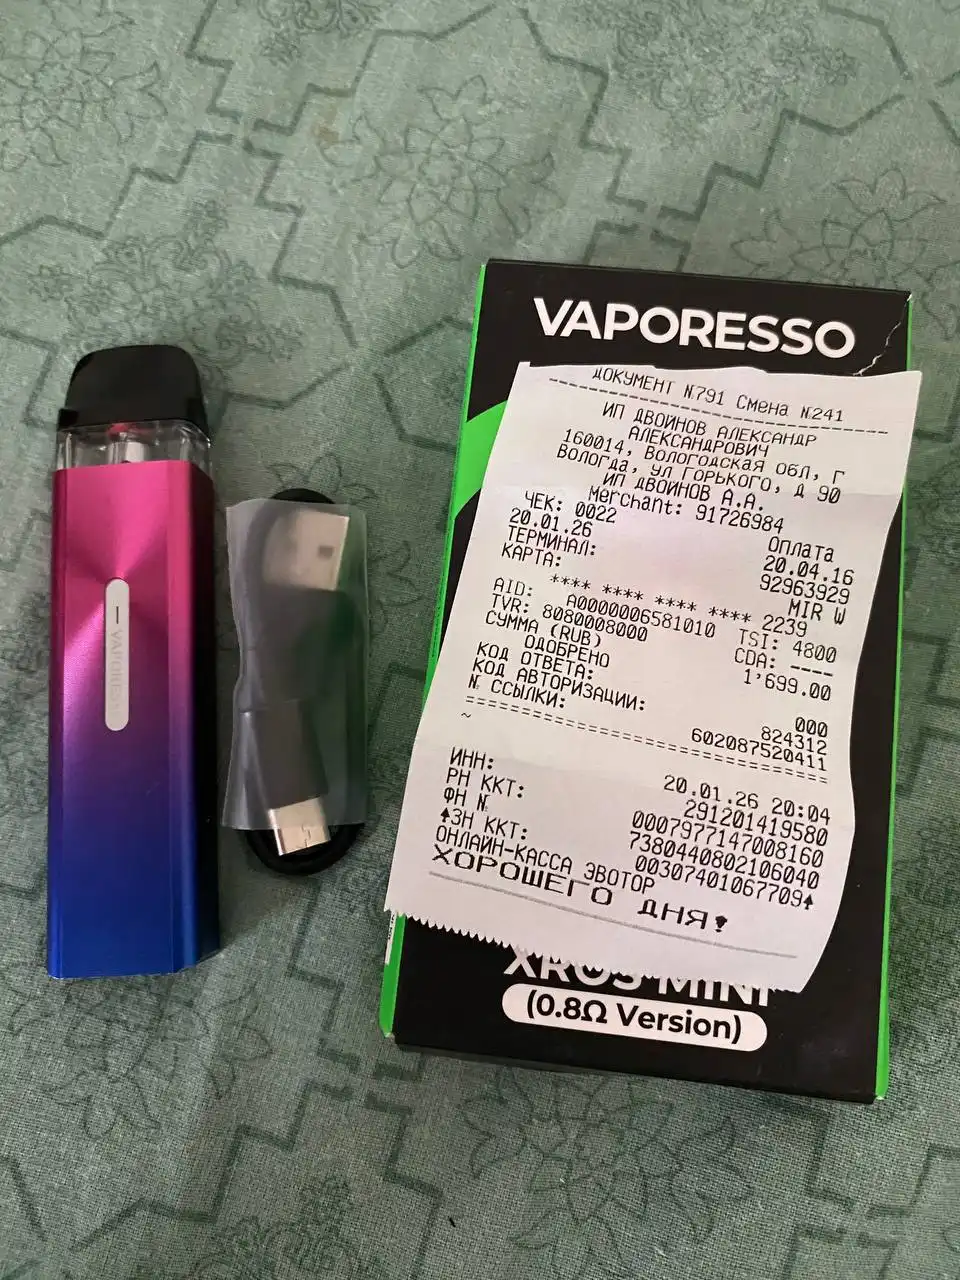 VAPORESSO
VAPORESSO
ДОКУМЕНТ №791 Смена №241
ИП ДВОЙНОВ АЛЕКСАНДР
АЛЕКСАНДРОВИЧ
160014, Вологодская обл, г
Вологда, ул Горького, д 90
ИП ДВОЙНОВ А.А.
Merchant: 91726984
ЧЕК: 0022 Оплата
20.01.26 20.04.16
ТЕРМИНАЛ: 92963929
КАРТА: MIR W
**** **** **** **** 2239
AID: A0000006581010 TSI: 4800
TVR: 8080008000 CDA: ----
СУММА (RUB) 1'699.00
ОДОБРЕНО
КОД ОТВЕТА: 000
КОД АВТОРИЗАЦИИ: 824312
№ ССЫЛКИ: 602087520411
===========================
~
20.01.26 20:04
ИНН: 291201419580
РН ККТ: 0007977147008160
ФН № 7380440802106040
↑ЗН ККТ: 00307401067709↑
ОНЛАЙН-КАССА ЭВОТОР
ХОРОШЕГО ДНЯ!
XROS MINI
(0.8Ω Version)